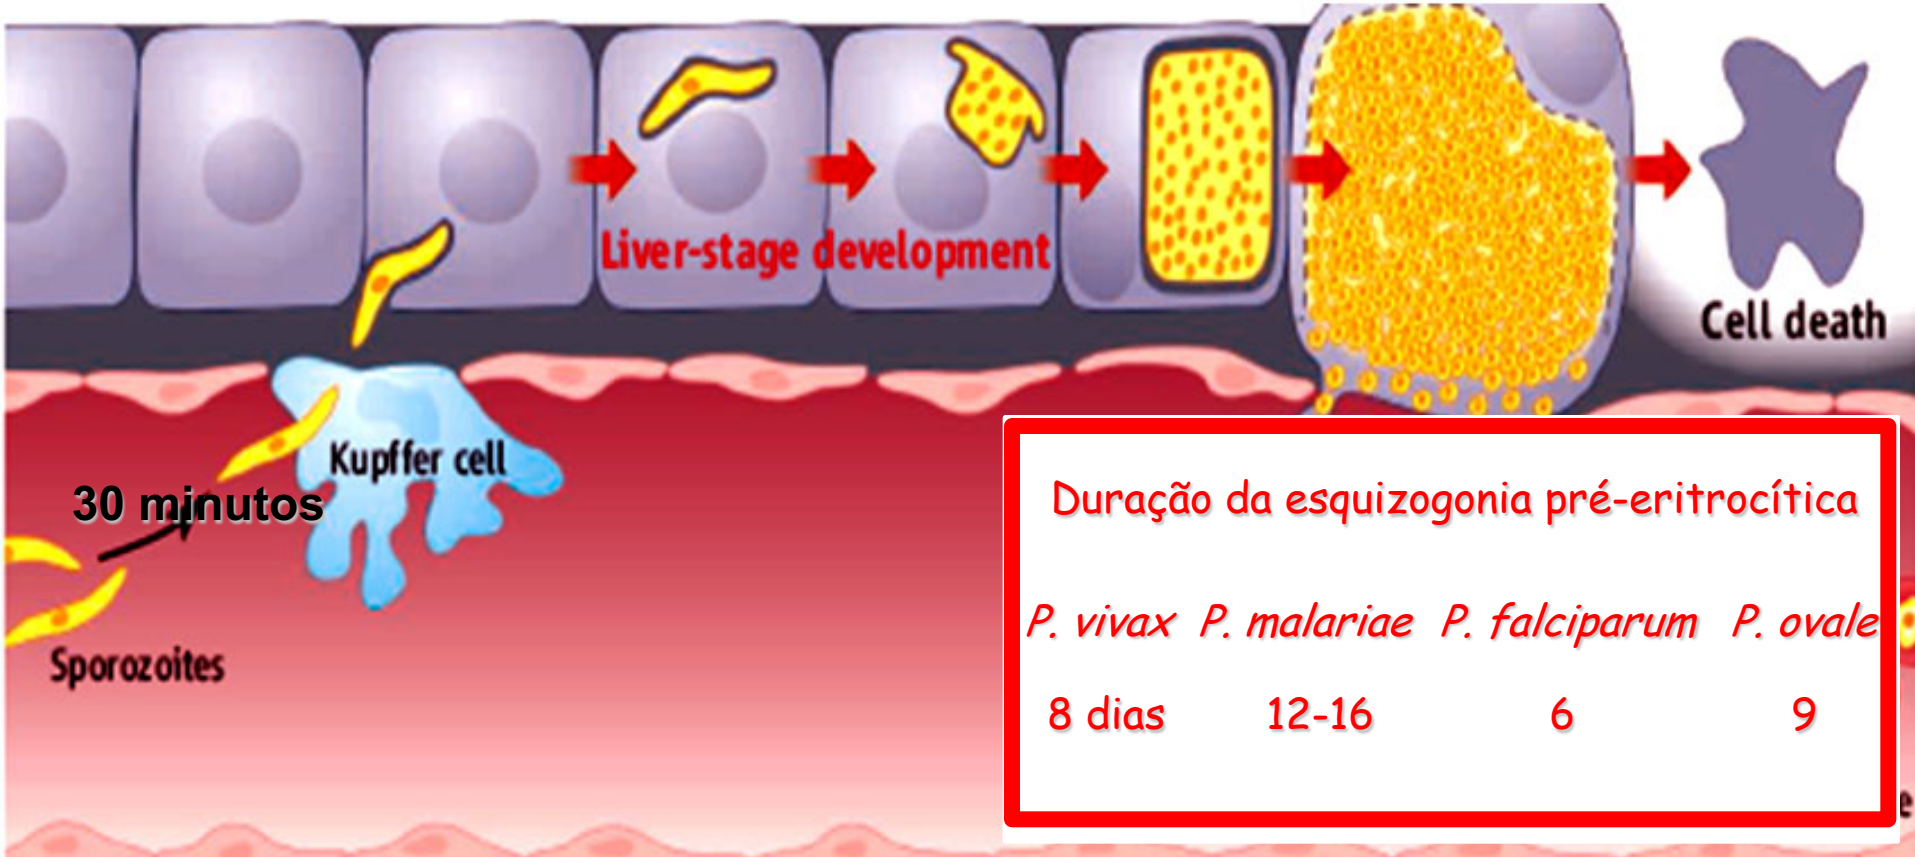 Liver-stage development
Cell death
Kupffer cell
30 minutos
Sporozoites
Duração da esquizogonia pré-eritrocítica
P. vivax P. malariae P. falciparum P. ovale
8 dias 12-16 6 9